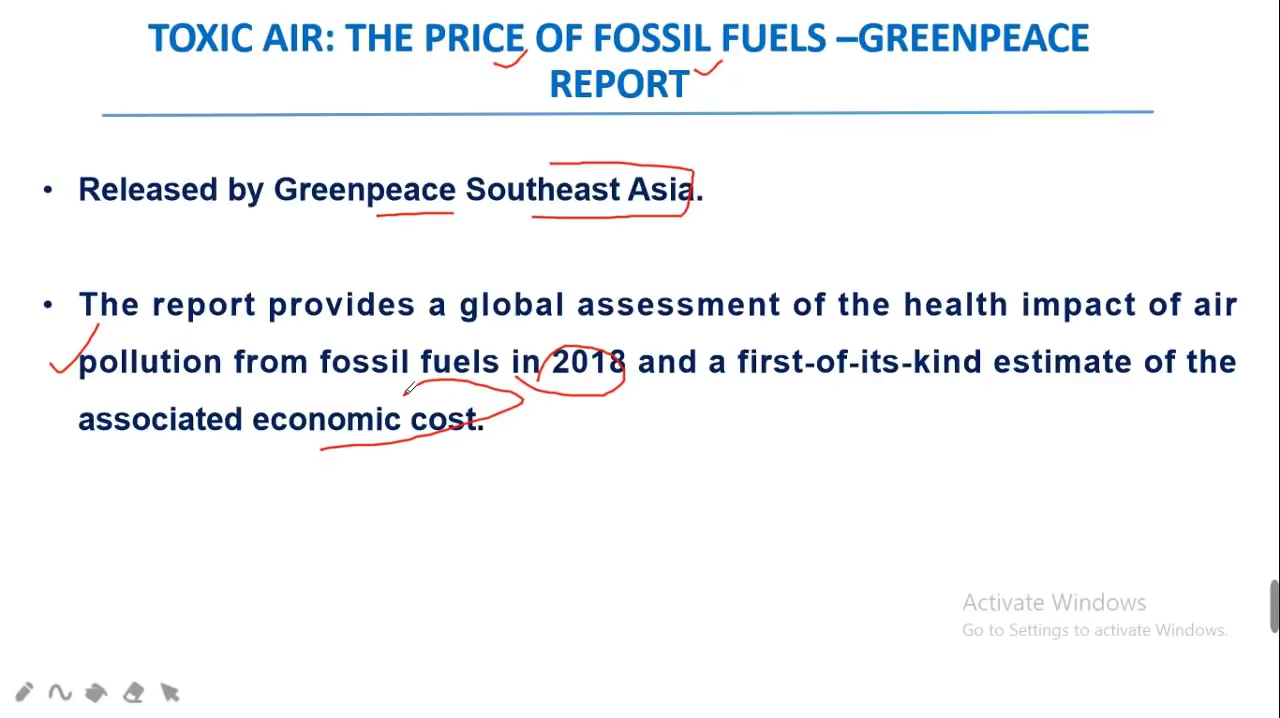 TOXIC AIR: THE PRICE OF FOSSIL FUELS –GREENPEACE
REPORT
• Released by Greenpeace Southeast Asia.
• The report provides a global assessment of the health impact of air
pollution from fossil fuels in 2018 and a first-of-its-kind estimate of the
associated economic cost.
Activate Windows
Go to Settings to activate Windows.